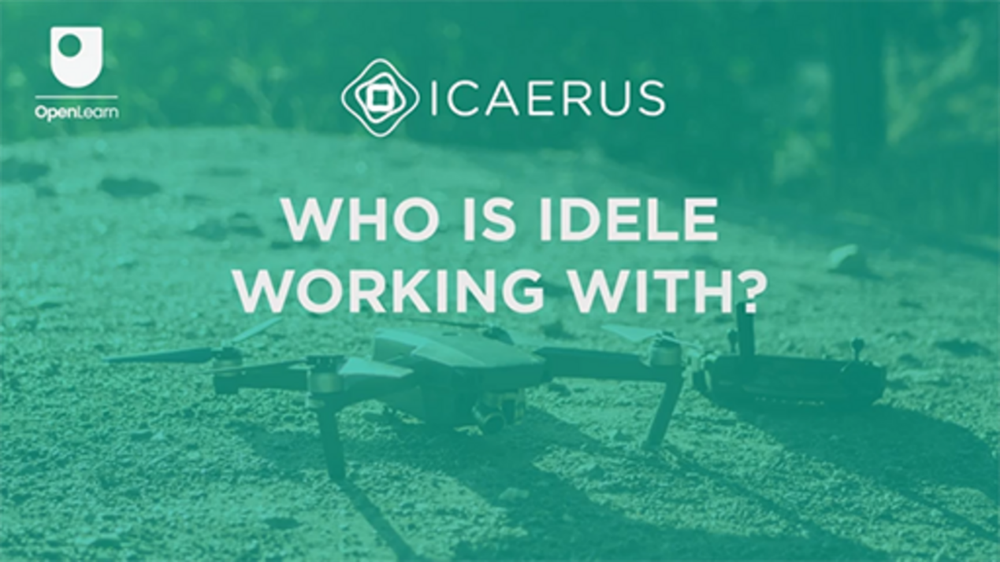 OpenLearn
ICAERUS
WHO IS IDELE
WORKING WITH?